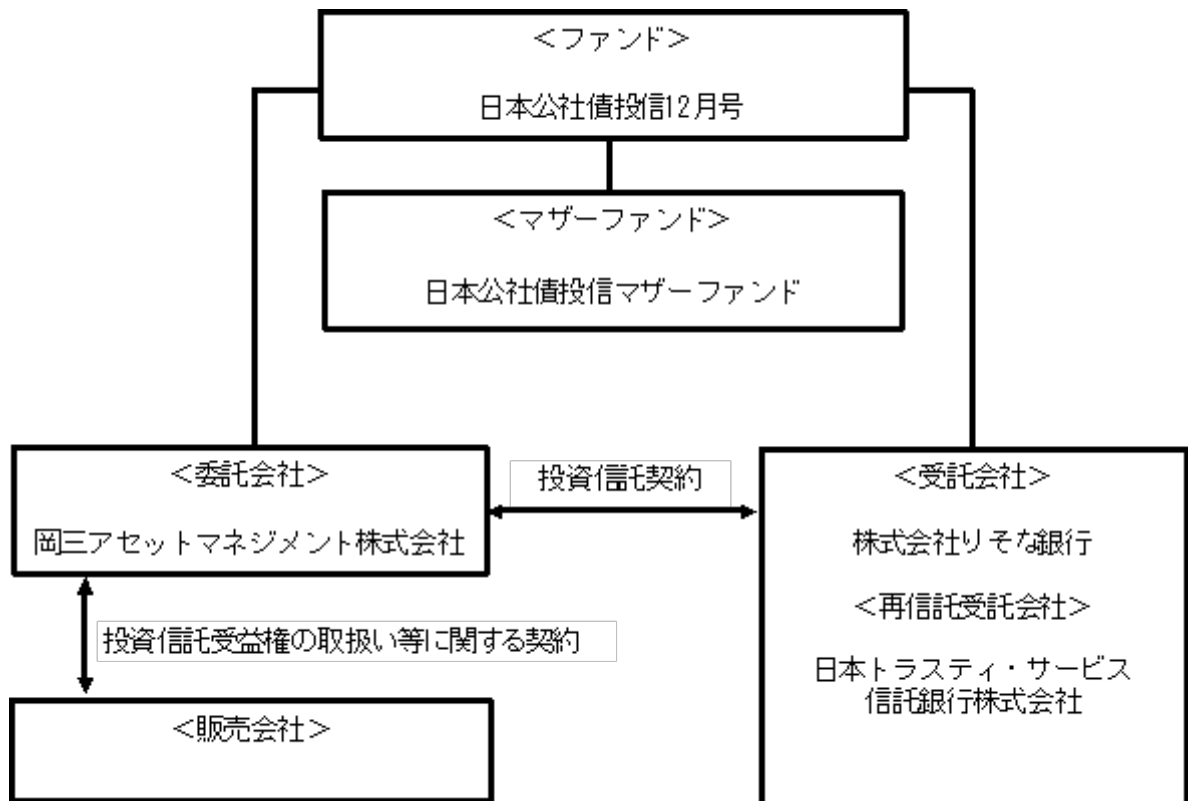 ＜ファンド＞
日本公社債投信12月号
＜マザーファンド＞
日本公社債投信マザーファンド
＜委託会社＞
岡三アセットマネジメント株式会社
投資信託契約
＜受託会社＞
株式会社りそな銀行
＜再信託受託会社＞
日本トラスティ・サービス
信託銀行株式会社
投資信託受益権の取扱い等に関する契約
＜販売会社＞